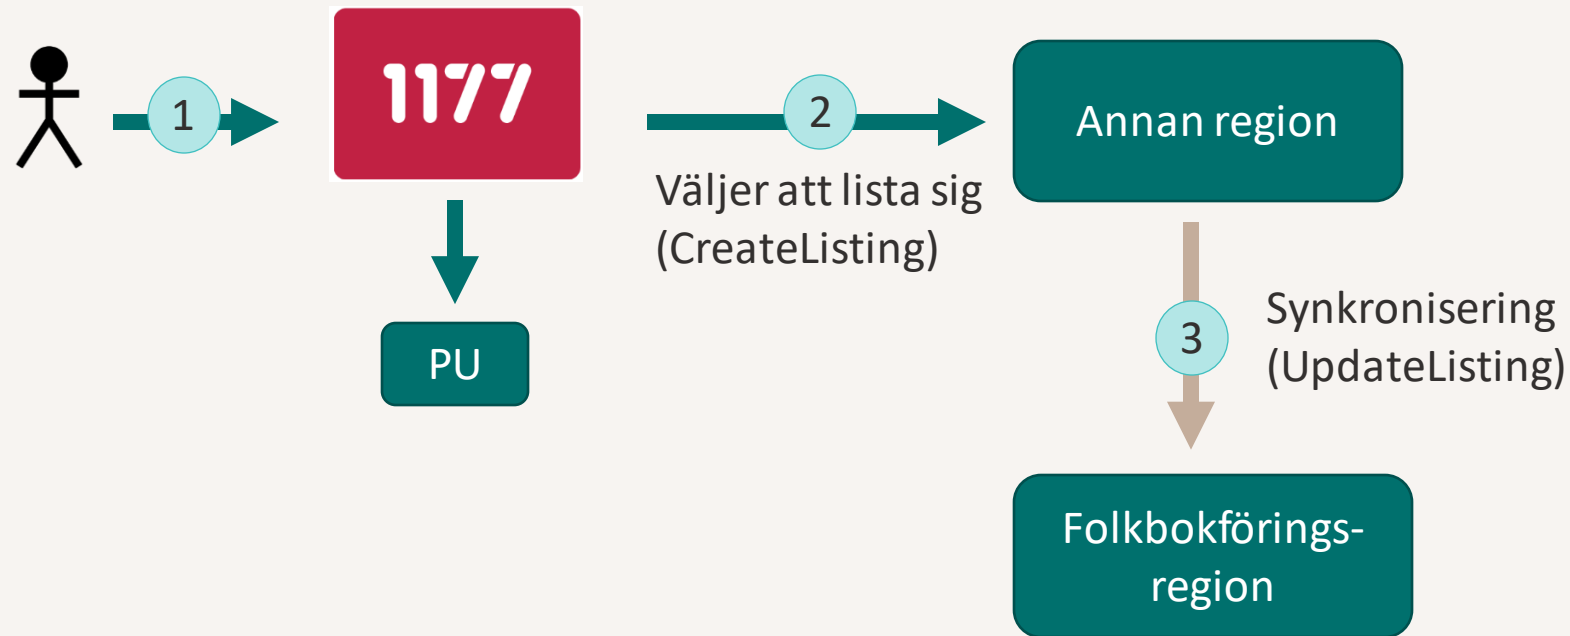 1
1177
2
Annan region
Väljer att lista sig
(CreateListing)
PU
3
Synkronisering
(UpdateListing)
Folkbokförings-
region